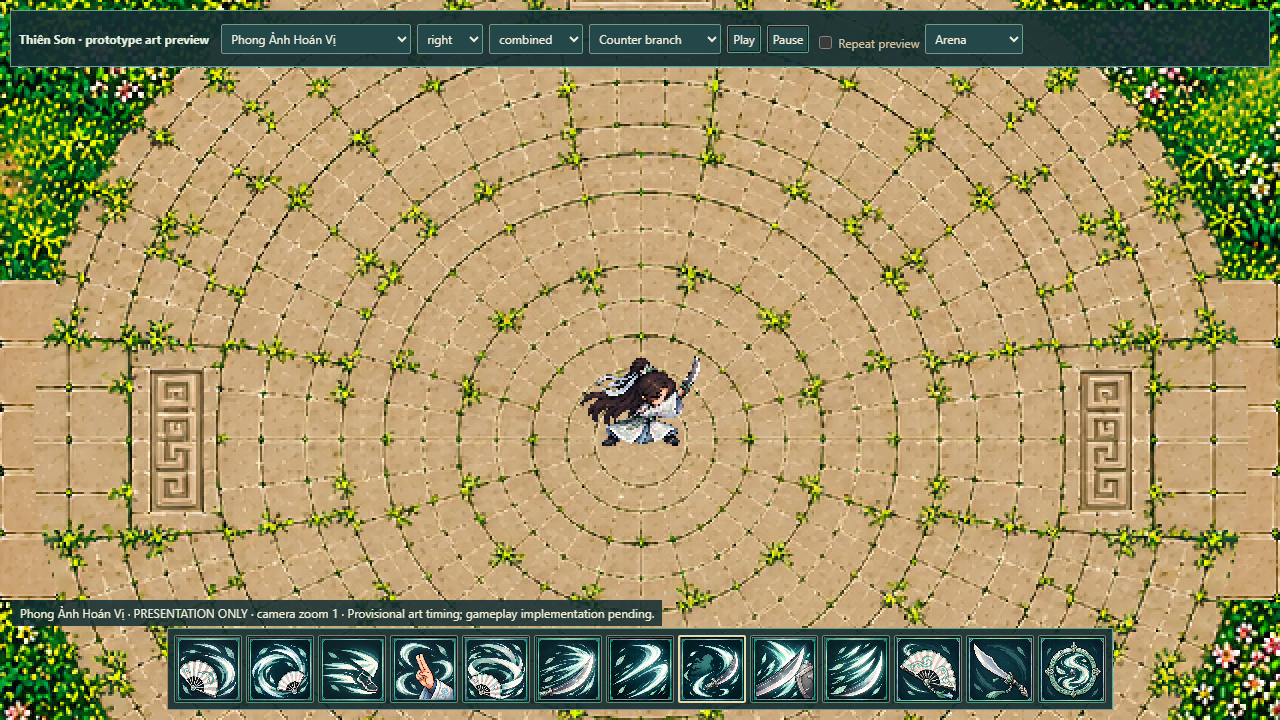 Thiên Sơn · prototype art preview
Phong Ảnh Hoán Vị
right
combined
Counter branch
Play
Pause
Repeat preview
Arena
Phong Ảnh Hoán Vị · PRESENTATION ONLY · camera zoom 1 · Provisional art timing; gameplay implementation pending.